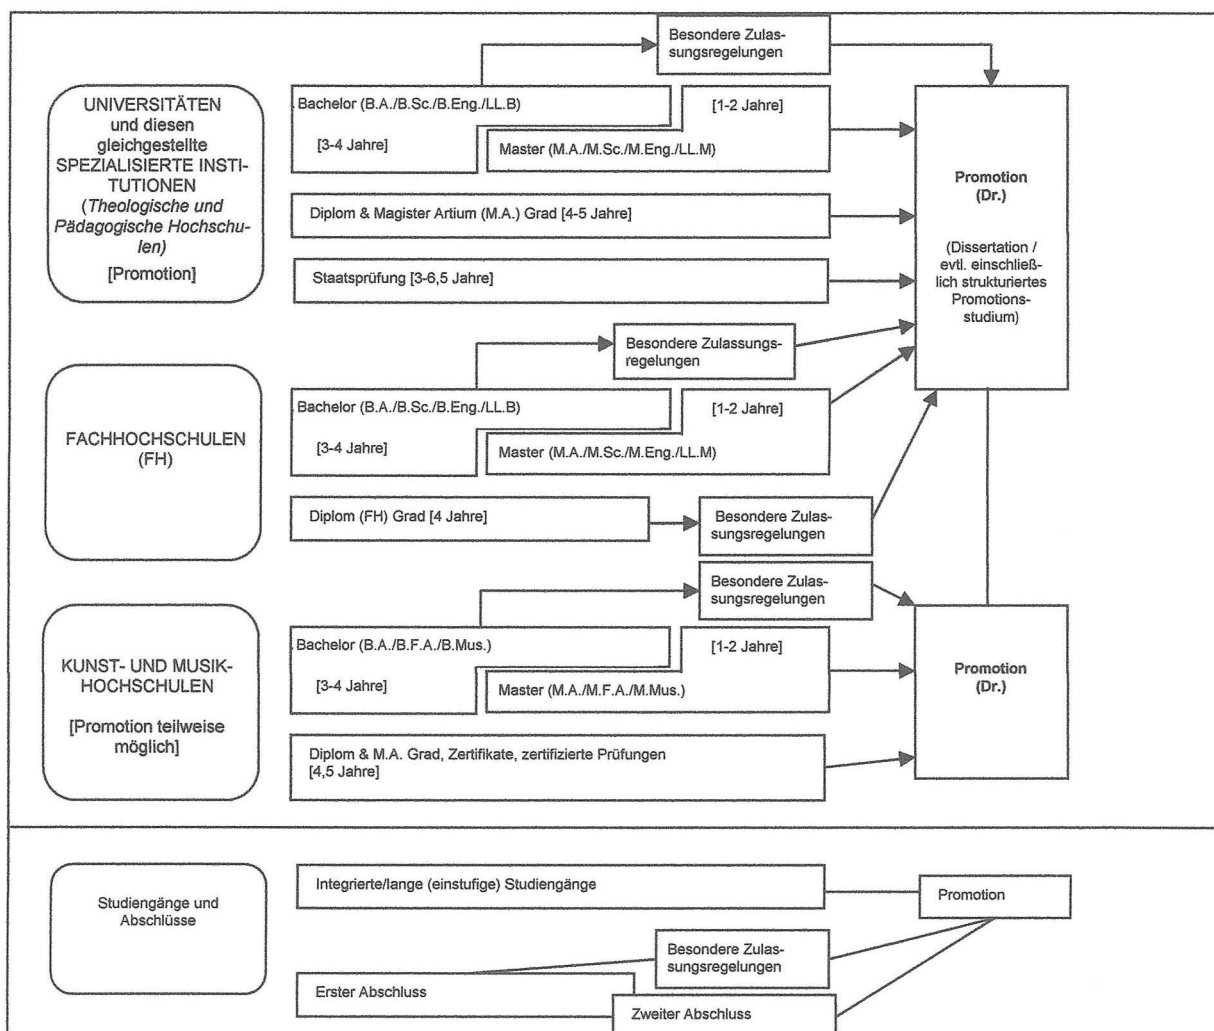 Besondere Zulas-
sungsregelungen
UNIVERSITÄTEN
und diesen
gleichgestellte
SPEZIALISIERTE INSTI-
TUTIONEN
(Theologische und
Pädagogische Hochschu-
len)
[Promotion]
Bachelor (B.A./B.Sc./B.Eng./LL.B)
[3-4 Jahre]
[1-2 Jahre]
Master (M.A./M.Sc./M.Eng./LL.M)
Diplom & Magister Artium (M.A.) Grad [4-5 Jahre]
Staatsprüfung [3-6,5 Jahre]
Promotion
(Dr.)
(Dissertation /
evtl. einschließ-
lich strukturiertes
Promotions-
studium)
Besondere Zulassungs-
regelungen
FACHHOCHSCHULEN
(FH)
Bachelor (B.A./B.Sc./B.Eng./LL.B)
[3-4 Jahre]
[1-2 Jahre]
Master (M.A./M.Sc./M.Eng./LL.M)
Diplom (FH) Grad [4 Jahre]
Besondere Zulas-
sungsregelungen
Besondere Zulas-
sungsregelungen
KUNST- UND MUSIK-
HOCHSCHULEN
[Promotion teilweise
möglich]
Bachelor (B.A./B.F.A./B.Mus.)
[3-4 Jahre]
[1-2 Jahre]
Master (M.A./M.F.A./M.Mus.)
Diplom & M.A. Grad, Zertifikate, zertifizierte Prüfungen
[4,5 Jahre]
Promotion
(Dr.)
Studiengänge und
Abschlüsse
Integrierte/lange (einstufige) Studiengänge
Promotion
Besondere Zulas-
sungsregelungen
Erster Abschluss
Zweiter Abschluss